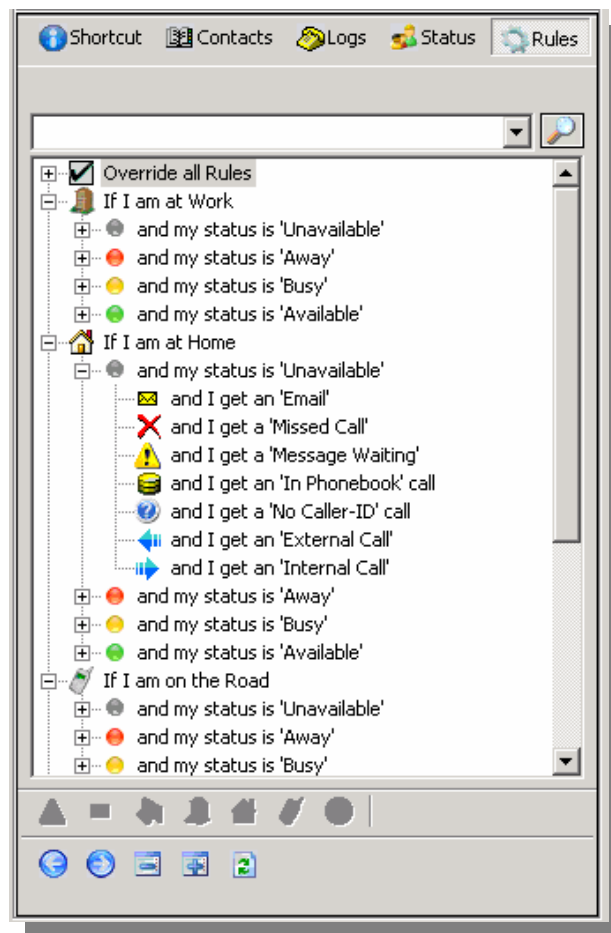 Shortcut Contacts Logs Status Rules
Override all Rules
If I am at Work
and my status is 'Unavailable'
and my status is 'Away'
and my status is 'Busy'
and my status is 'Available'
If I am at Home
and my status is 'Unavailable'
and I get an 'Email'
and I get a 'Missed Call'
and I get a 'Message Waiting'
and I get an 'In Phonebook' call
and I get a 'No Caller-ID' call
and I get an 'External Call'
and I get an 'Internal Call'
and my status is 'Away'
and my status is 'Busy'
and my status is 'Available'
If I am on the Road
and my status is 'Unavailable'
and my status is 'Away'
and my status is 'Busy'